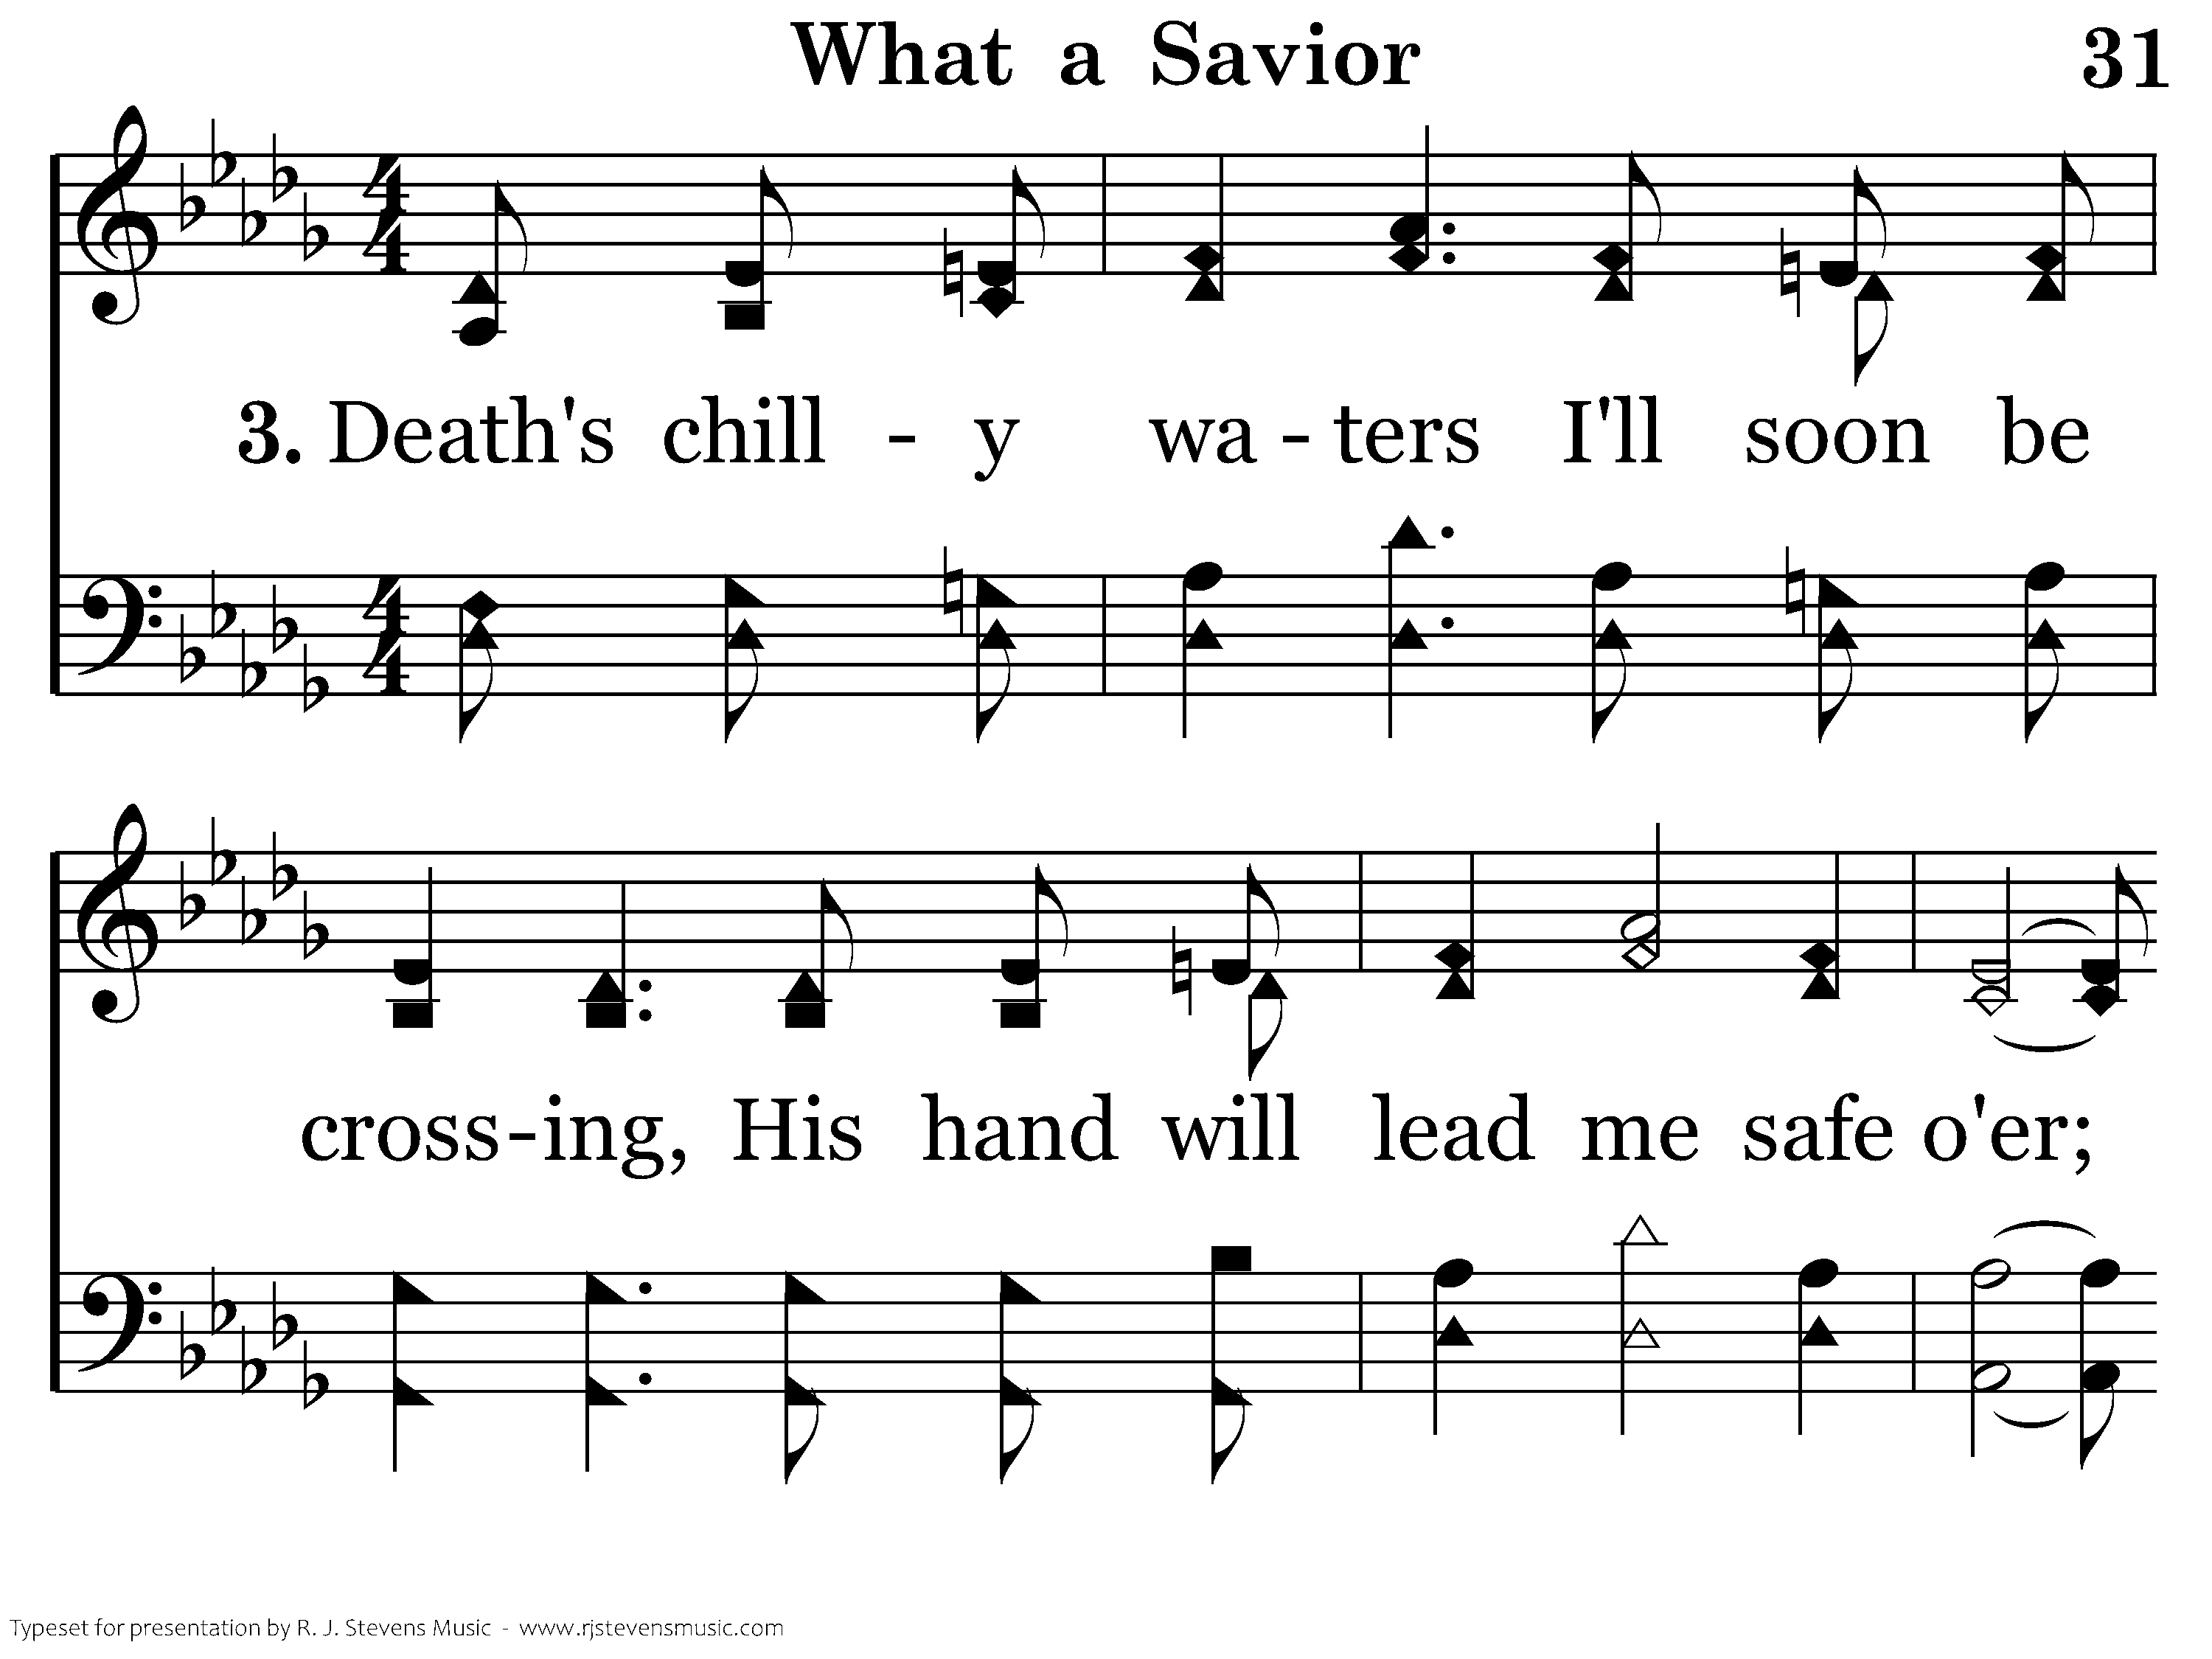 What a Savior 31
3. Death's chill - y wa - ters I'll soon be
cross-ing, His hand will lead me safe o'er;
Typeset for presentation by R. J. Stevens Music - www.rjstevensmusic.com